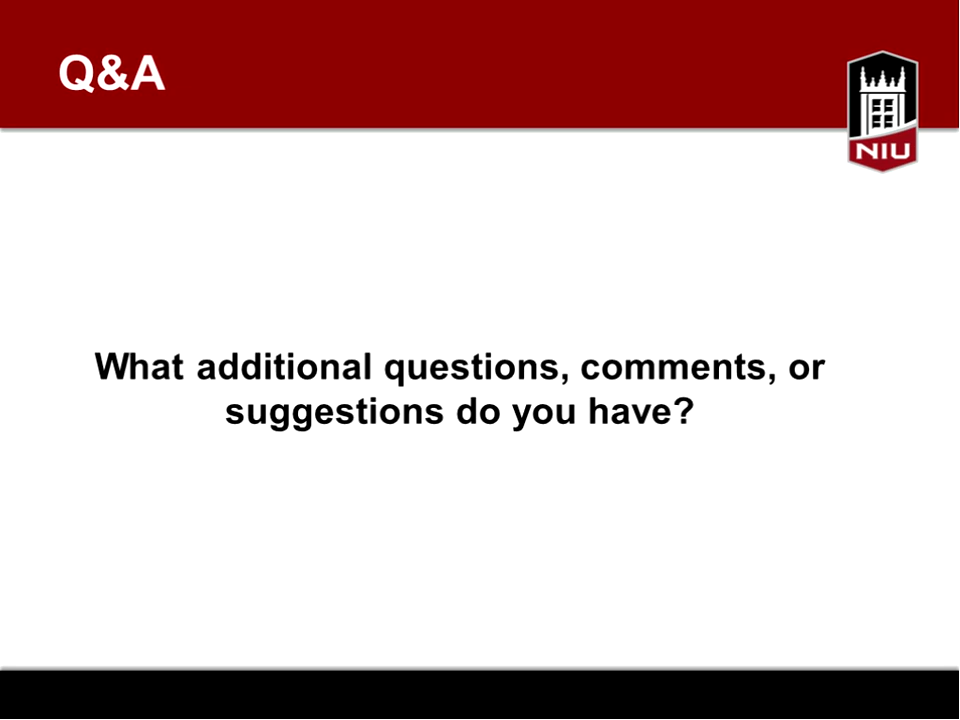 Q&A
NIU
What additional questions, comments, or
suggestions do you have?